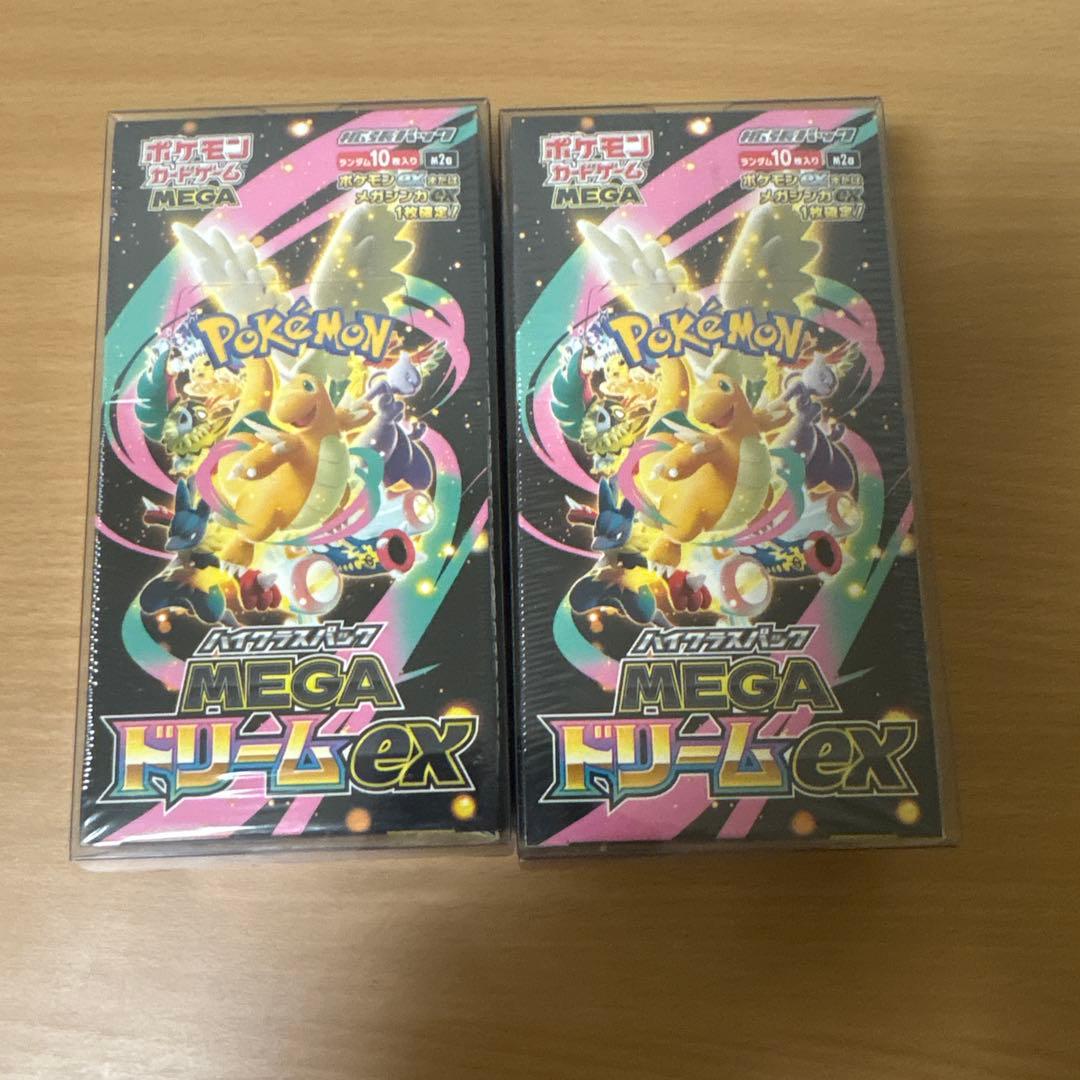 ポケモン
カードゲーム
MEGA
拡張パック
ランダム10枚入り M2a
ポケモンexまたは
メガシンカex
1枚確定!
POKéMON
ハイクラスパック
MEGA
ドリームex
ポケモン
カードゲーム
MEGA
拡張パック
ランダム10枚入り M2a
ポケモンexまたは
メガシンカex
1枚確定!
POKéMON
ハイクラスパック
MEGA
ドリームex